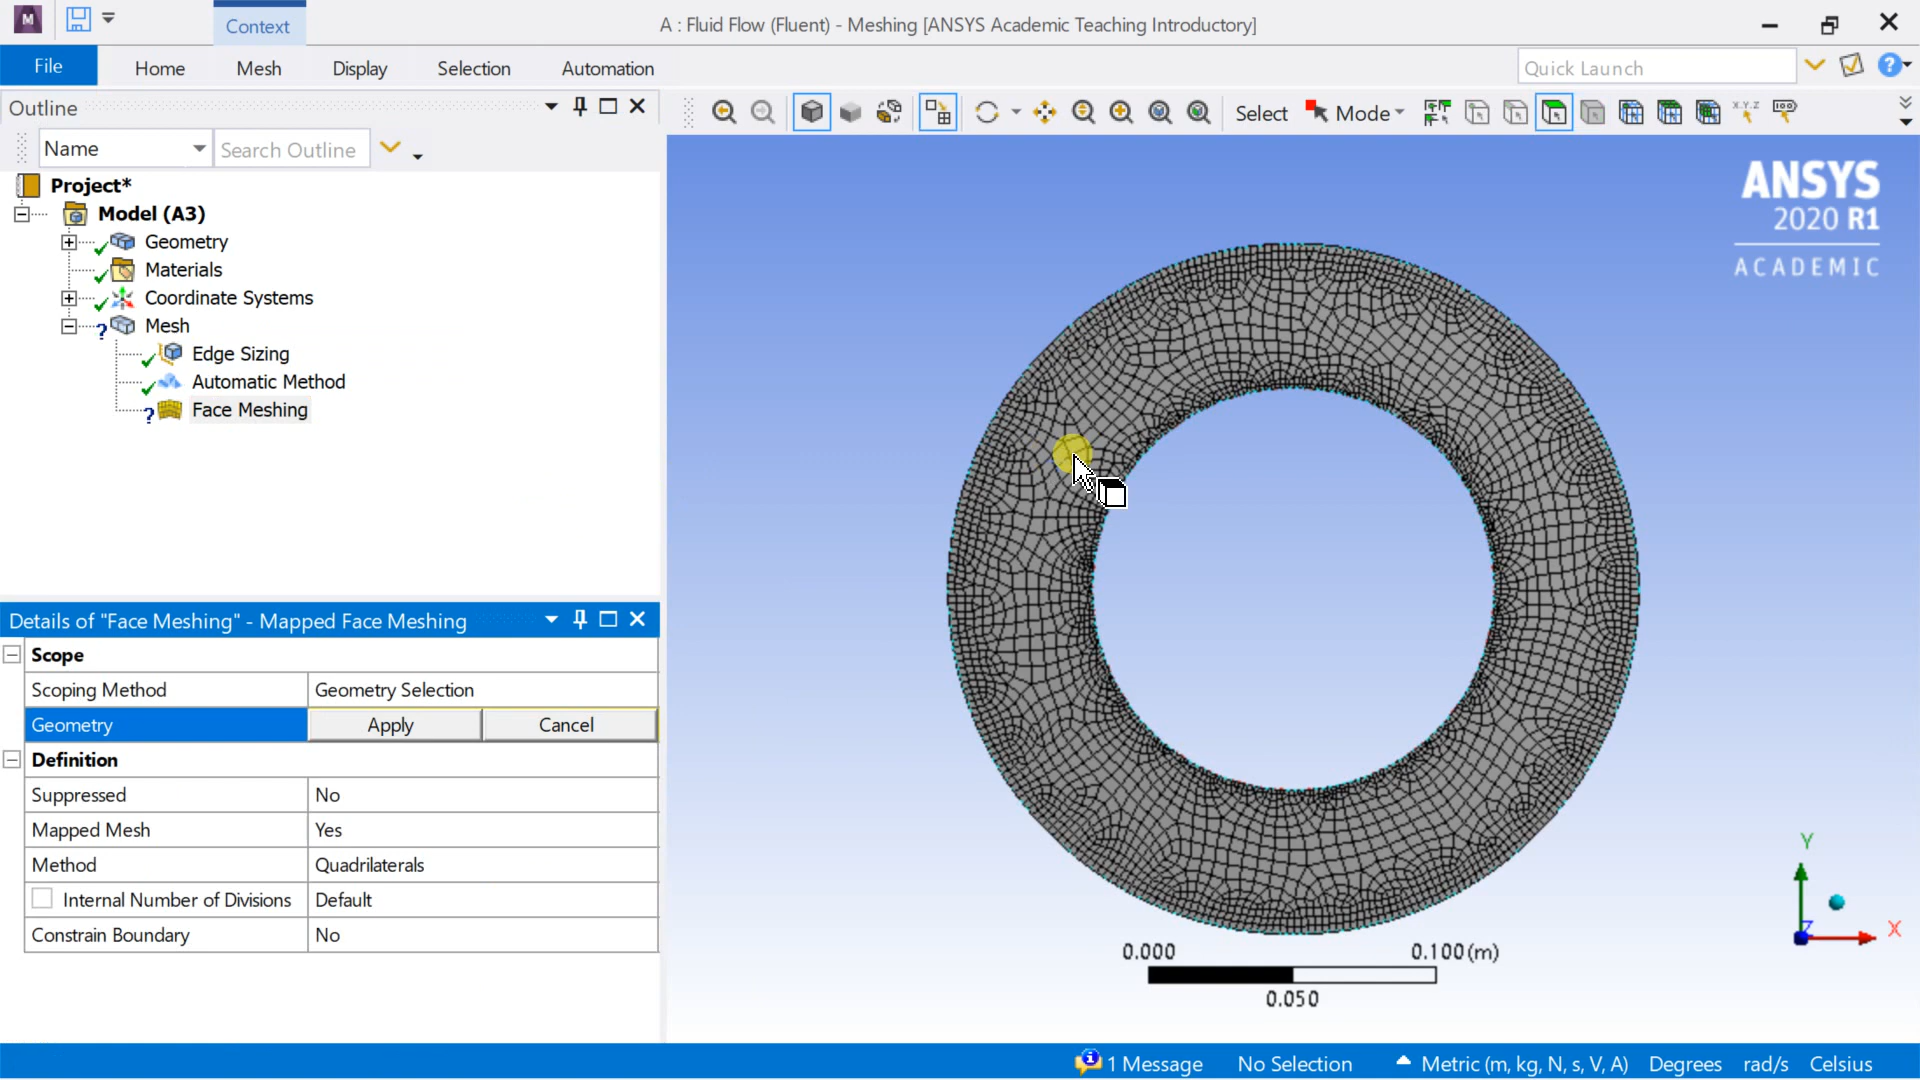 M
Context
A : Fluid Flow (Fluent) - Meshing [ANSYS Academic Teaching Introductory]
File
Home
Mesh
Display
Selection
Automation
Quick Launch
?
Outline
Select
Mode
X.Y.Z
Name
Search Outline
Project*
Model (A3)
Geometry
Materials
Coordinate Systems
? Mesh
Edge Sizing
Automatic Method
? Face Meshing
ANSYS
2020 R1
ACADEMIC
Details of "Face Meshing" - Mapped Face Meshing
Scope
Scoping Method Geometry Selection
Geometry Apply Cancel
Definition
Suppressed No
Mapped Mesh Yes
Method Quadrilaterals
Internal Number of Divisions Default
Constrain Boundary No
0.000 0.100 (m)
0.050
Y
Z
X
1 Message No Selection Metric (m, kg, N, s, V, A) Degrees rad/s Celsius